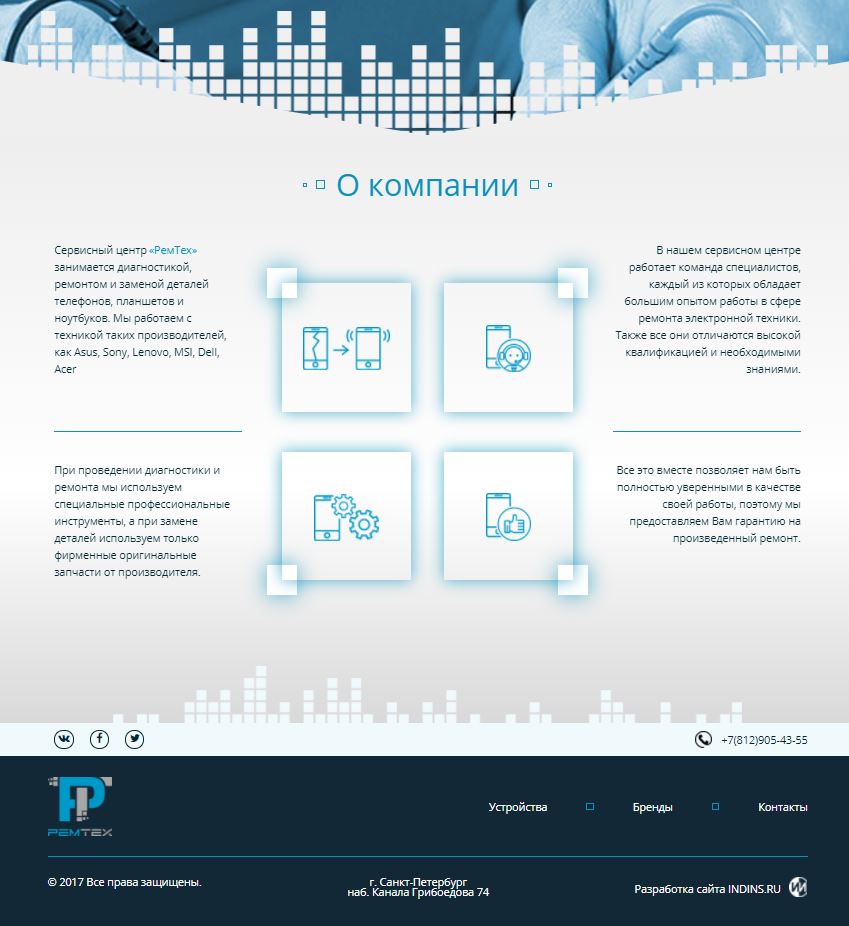 О компании
Сервисный центр «РемТех»
занимается диагностикой,
ремонтом и заменой деталей
телефонов, планшетов и
ноутбуков. Мы работаем с
техникой таких производителей,
как Asus, Sony, Lenovo, MSI, Dell,
Acer
В нашем сервисном центре
работает команда специалистов,
каждый из которых обладает
большим опытом работы в сфере
ремонта электронной техники.
Также все они отличаются высокой
квалификацией и необходимыми
знаниями.
При проведении диагностики и
ремонта мы используем
специальные профессиональные
инструменты, а при замене
деталей используем только
фирменные оригинальные
запчасти от производителя.
Все это вместе позволяет нам быть
полностью уверенными в качестве
своей работы, поэтому мы
предоставляем Вам гарантию на
произведенный ремонт.
+7(812)905-43-55
РЕМТЕХ
Устройства Бренды Контакты
© 2017 Все права защищены.
г. Санкт-Петербург
наб. Канала Грибоедова 74
Разработка сайта INDINS.RU